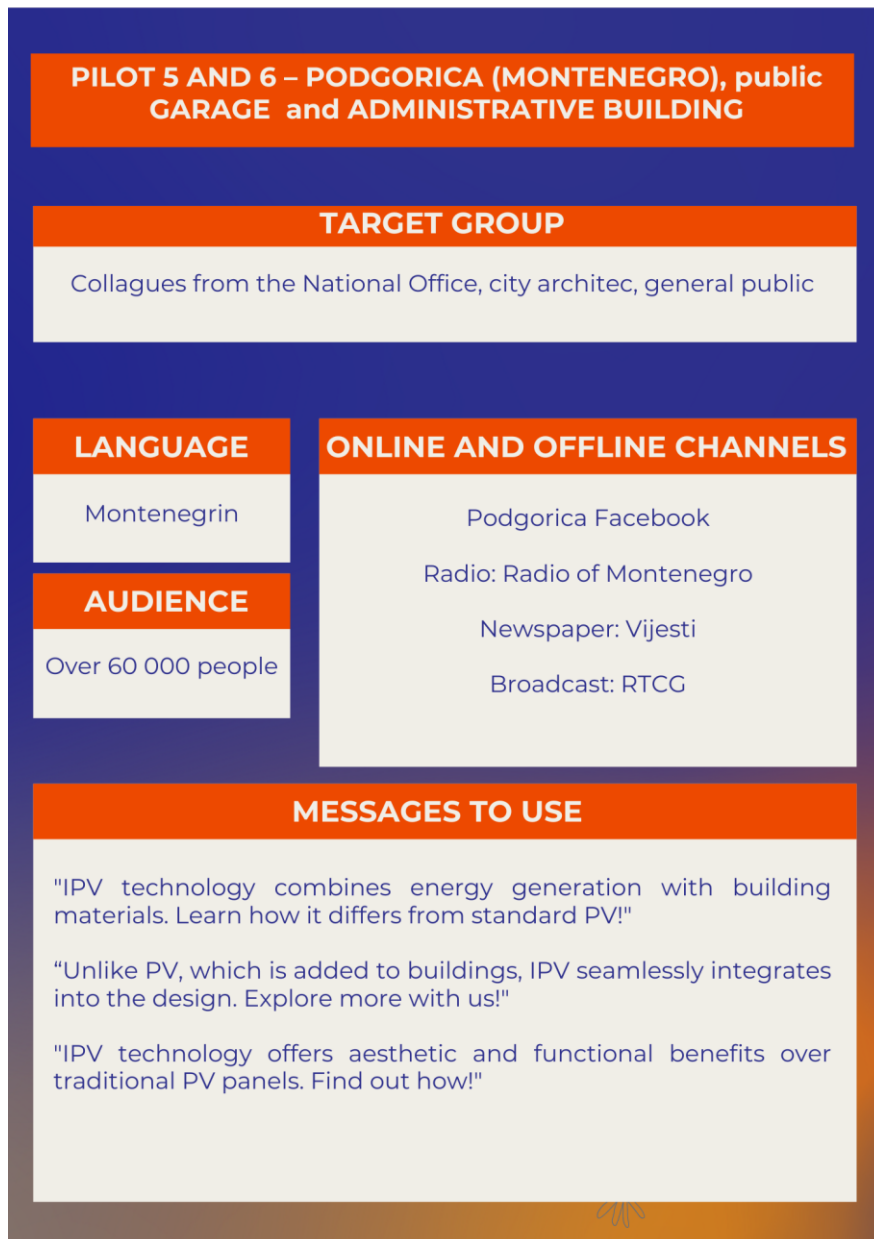 PILOT 5 AND 6 – PODGORICA (MONTENEGRO), public
GARAGE and ADMINISTRATIVE BUILDING
TARGET GROUP
Collagues from the National Office, city architec, general public
LANGUAGE
Montenegrin
AUDIENCE
Over 60 000 people
ONLINE AND OFFLINE CHANNELS
Podgorica Facebook
Radio: Radio of Montenegro
Newspaper: Vijesti
Broadcast: RTCG
MESSAGES TO USE
"IPV technology combines energy generation with building
materials. Learn how it differs from standard PV!"
“Unlike PV, which is added to buildings, IPV seamlessly integrates
into the design. Explore more with us!"
"IPV technology offers aesthetic and functional benefits over
traditional PV panels. Find out how!"